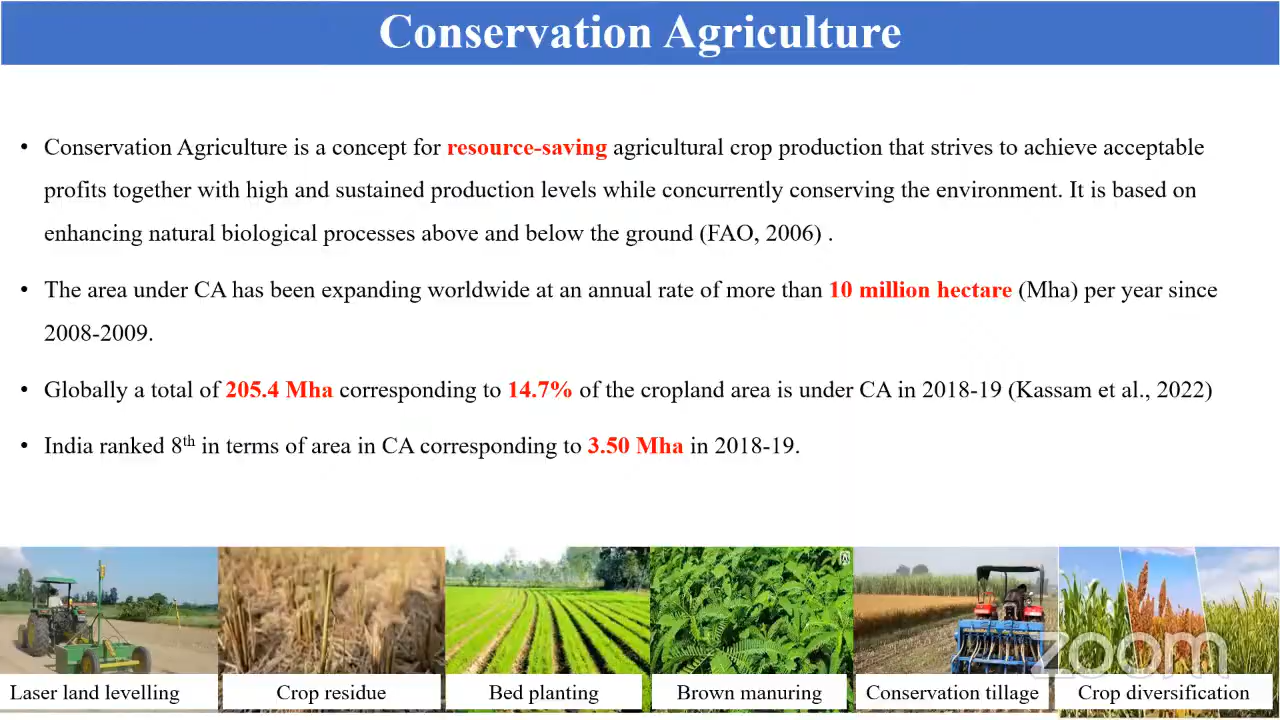 Conservation Agriculture
• Conservation Agriculture is a concept for resource-saving agricultural crop production that strives to achieve acceptable
profits together with high and sustained production levels while concurrently conserving the environment. It is based on
enhancing natural biological processes above and below the ground (FAO, 2006) .
• The area under CA has been expanding worldwide at an annual rate of more than 10 million hectare (Mha) per year since
2008-2009.
• Globally a total of 205.4 Mha corresponding to 14.7% of the cropland area is under CA in 2018-19 (Kassam et al., 2022)
• India ranked 8th in terms of area in CA corresponding to 3.50 Mha in 2018-19.
zoom
Laser land levelling
Crop residue
Bed planting
Brown manuring
Conservation tillage
Crop diversification